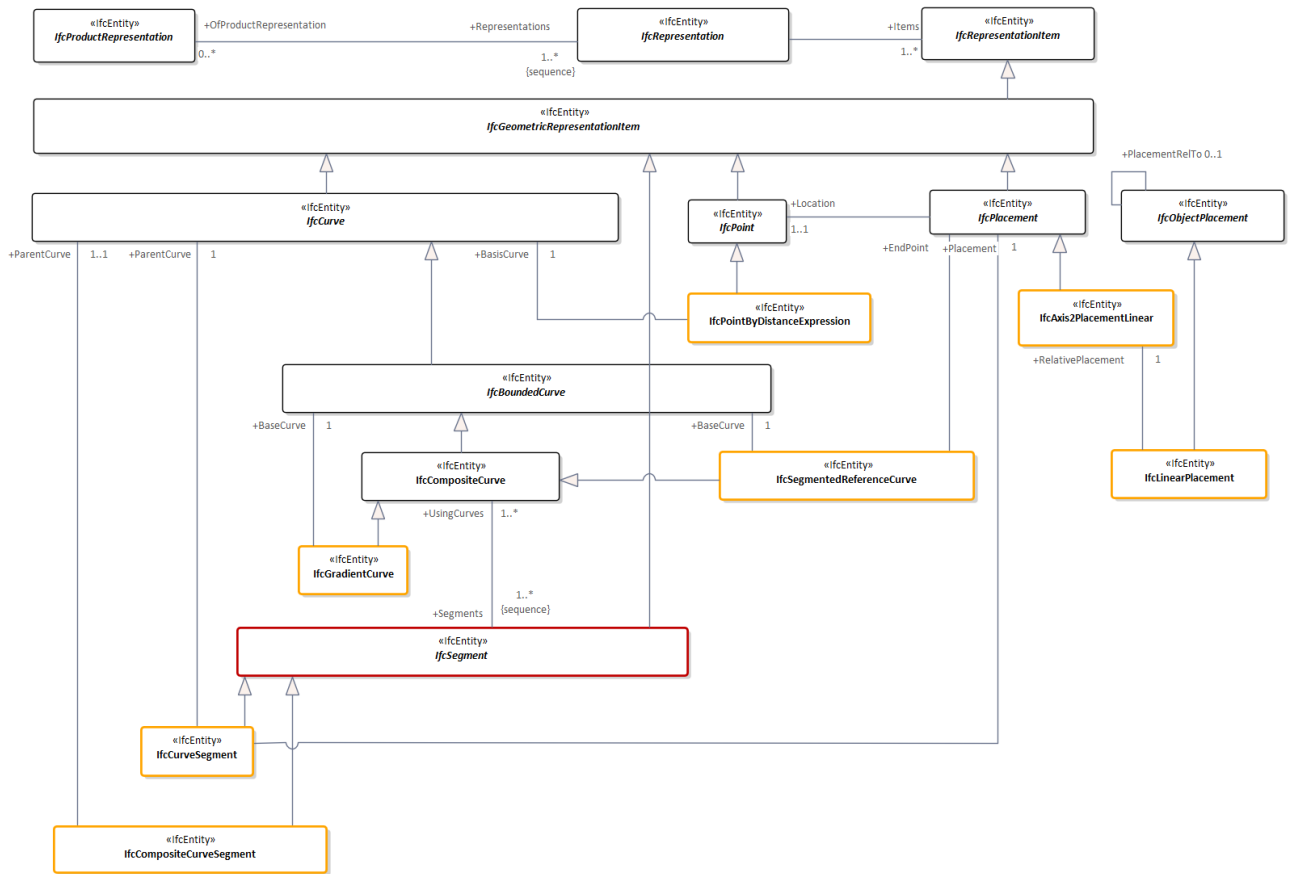 «IfcEntity»
IfcProductRepresentation
+OfProductRepresentation
0..*
+Representations
1..*
{sequence}
«IfcEntity»
IfcRepresentation
+Items
1..*
«IfcEntity»
IfcRepresentationItem
«IfcEntity»
IfcGeometricRepresentationItem
+PlacementRelTo 0..1
«IfcEntity»
IfcCurve
«IfcEntity»
IfcPoint
+Location
1..1
«IfcEntity»
IfcPlacement
«IfcEntity»
IfcObjectPlacement
+ParentCurve
1..1
+ParentCurve
1
+BasisCurve
1
+EndPoint
+Placement
1
«IfcEntity»
IfcPointByDistanceExpression
«IfcEntity»
IfcAxis2PlacementLinear
+RelativePlacement
1
«IfcEntity»
IfcBoundedCurve
+BaseCurve
1
+BaseCurve
1
«IfcEntity»
IfcCompositeCurve
«IfcEntity»
IfcSegmentedReferenceCurve
«IfcEntity»
IfcLinearPlacement
+UsingCurves
1..*
«IfcEntity»
IfcGradientCurve
+Segments
1..*
{sequence}
«IfcEntity»
IfcSegment
«IfcEntity»
IfcCurveSegment
«IfcEntity»
IfcCompositeCurveSegment